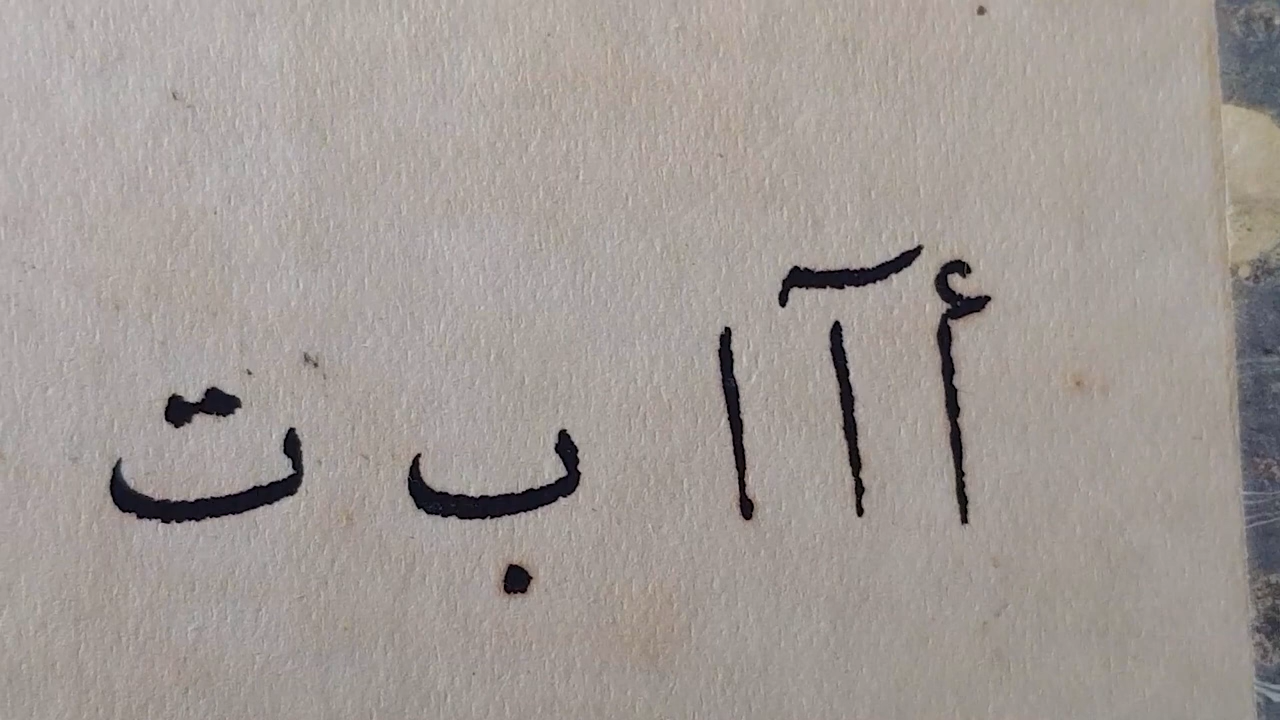 أ آ ا ب ت